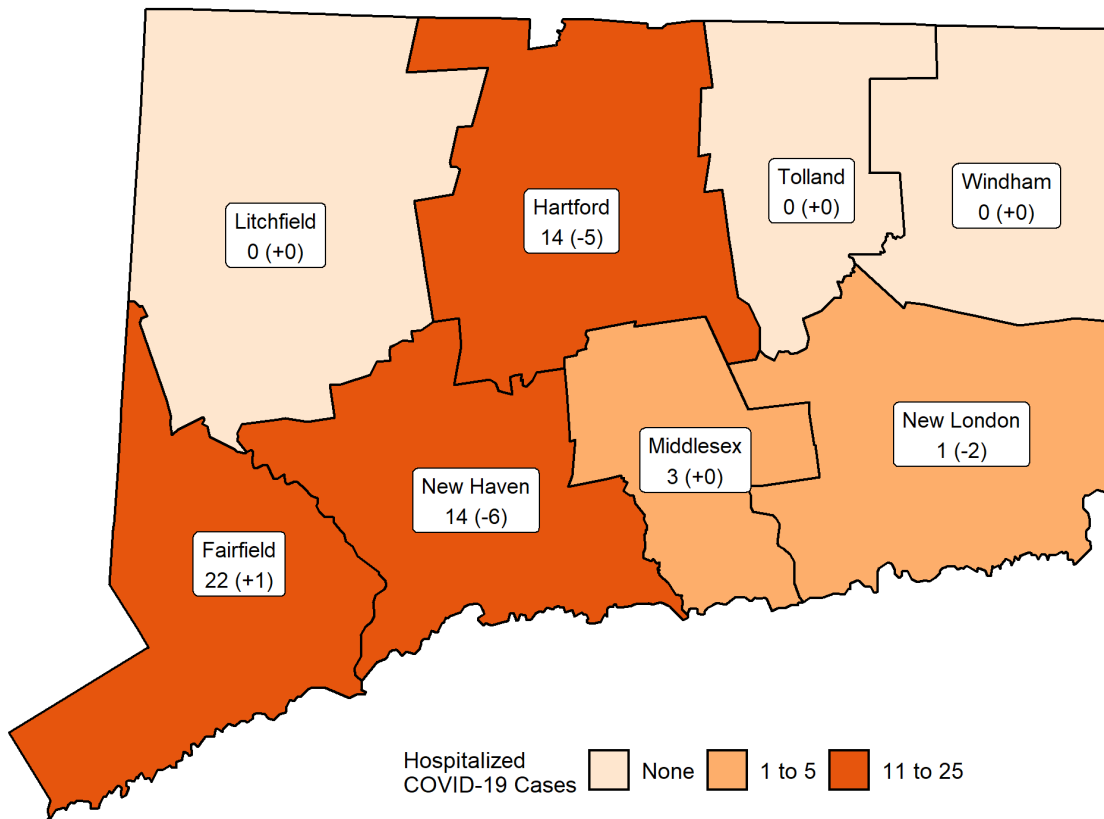 Litchfield
0 (+0)
Hartford
14 (-5)
Tolland
0 (+0)
Windham
0 (+0)
Fairfield
22 (+1)
New Haven
14 (-6)
Middlesex
3 (+0)
New London
1 (-2)
Hospitalized
COVID-19 Cases
None
1 to 5
11 to 25